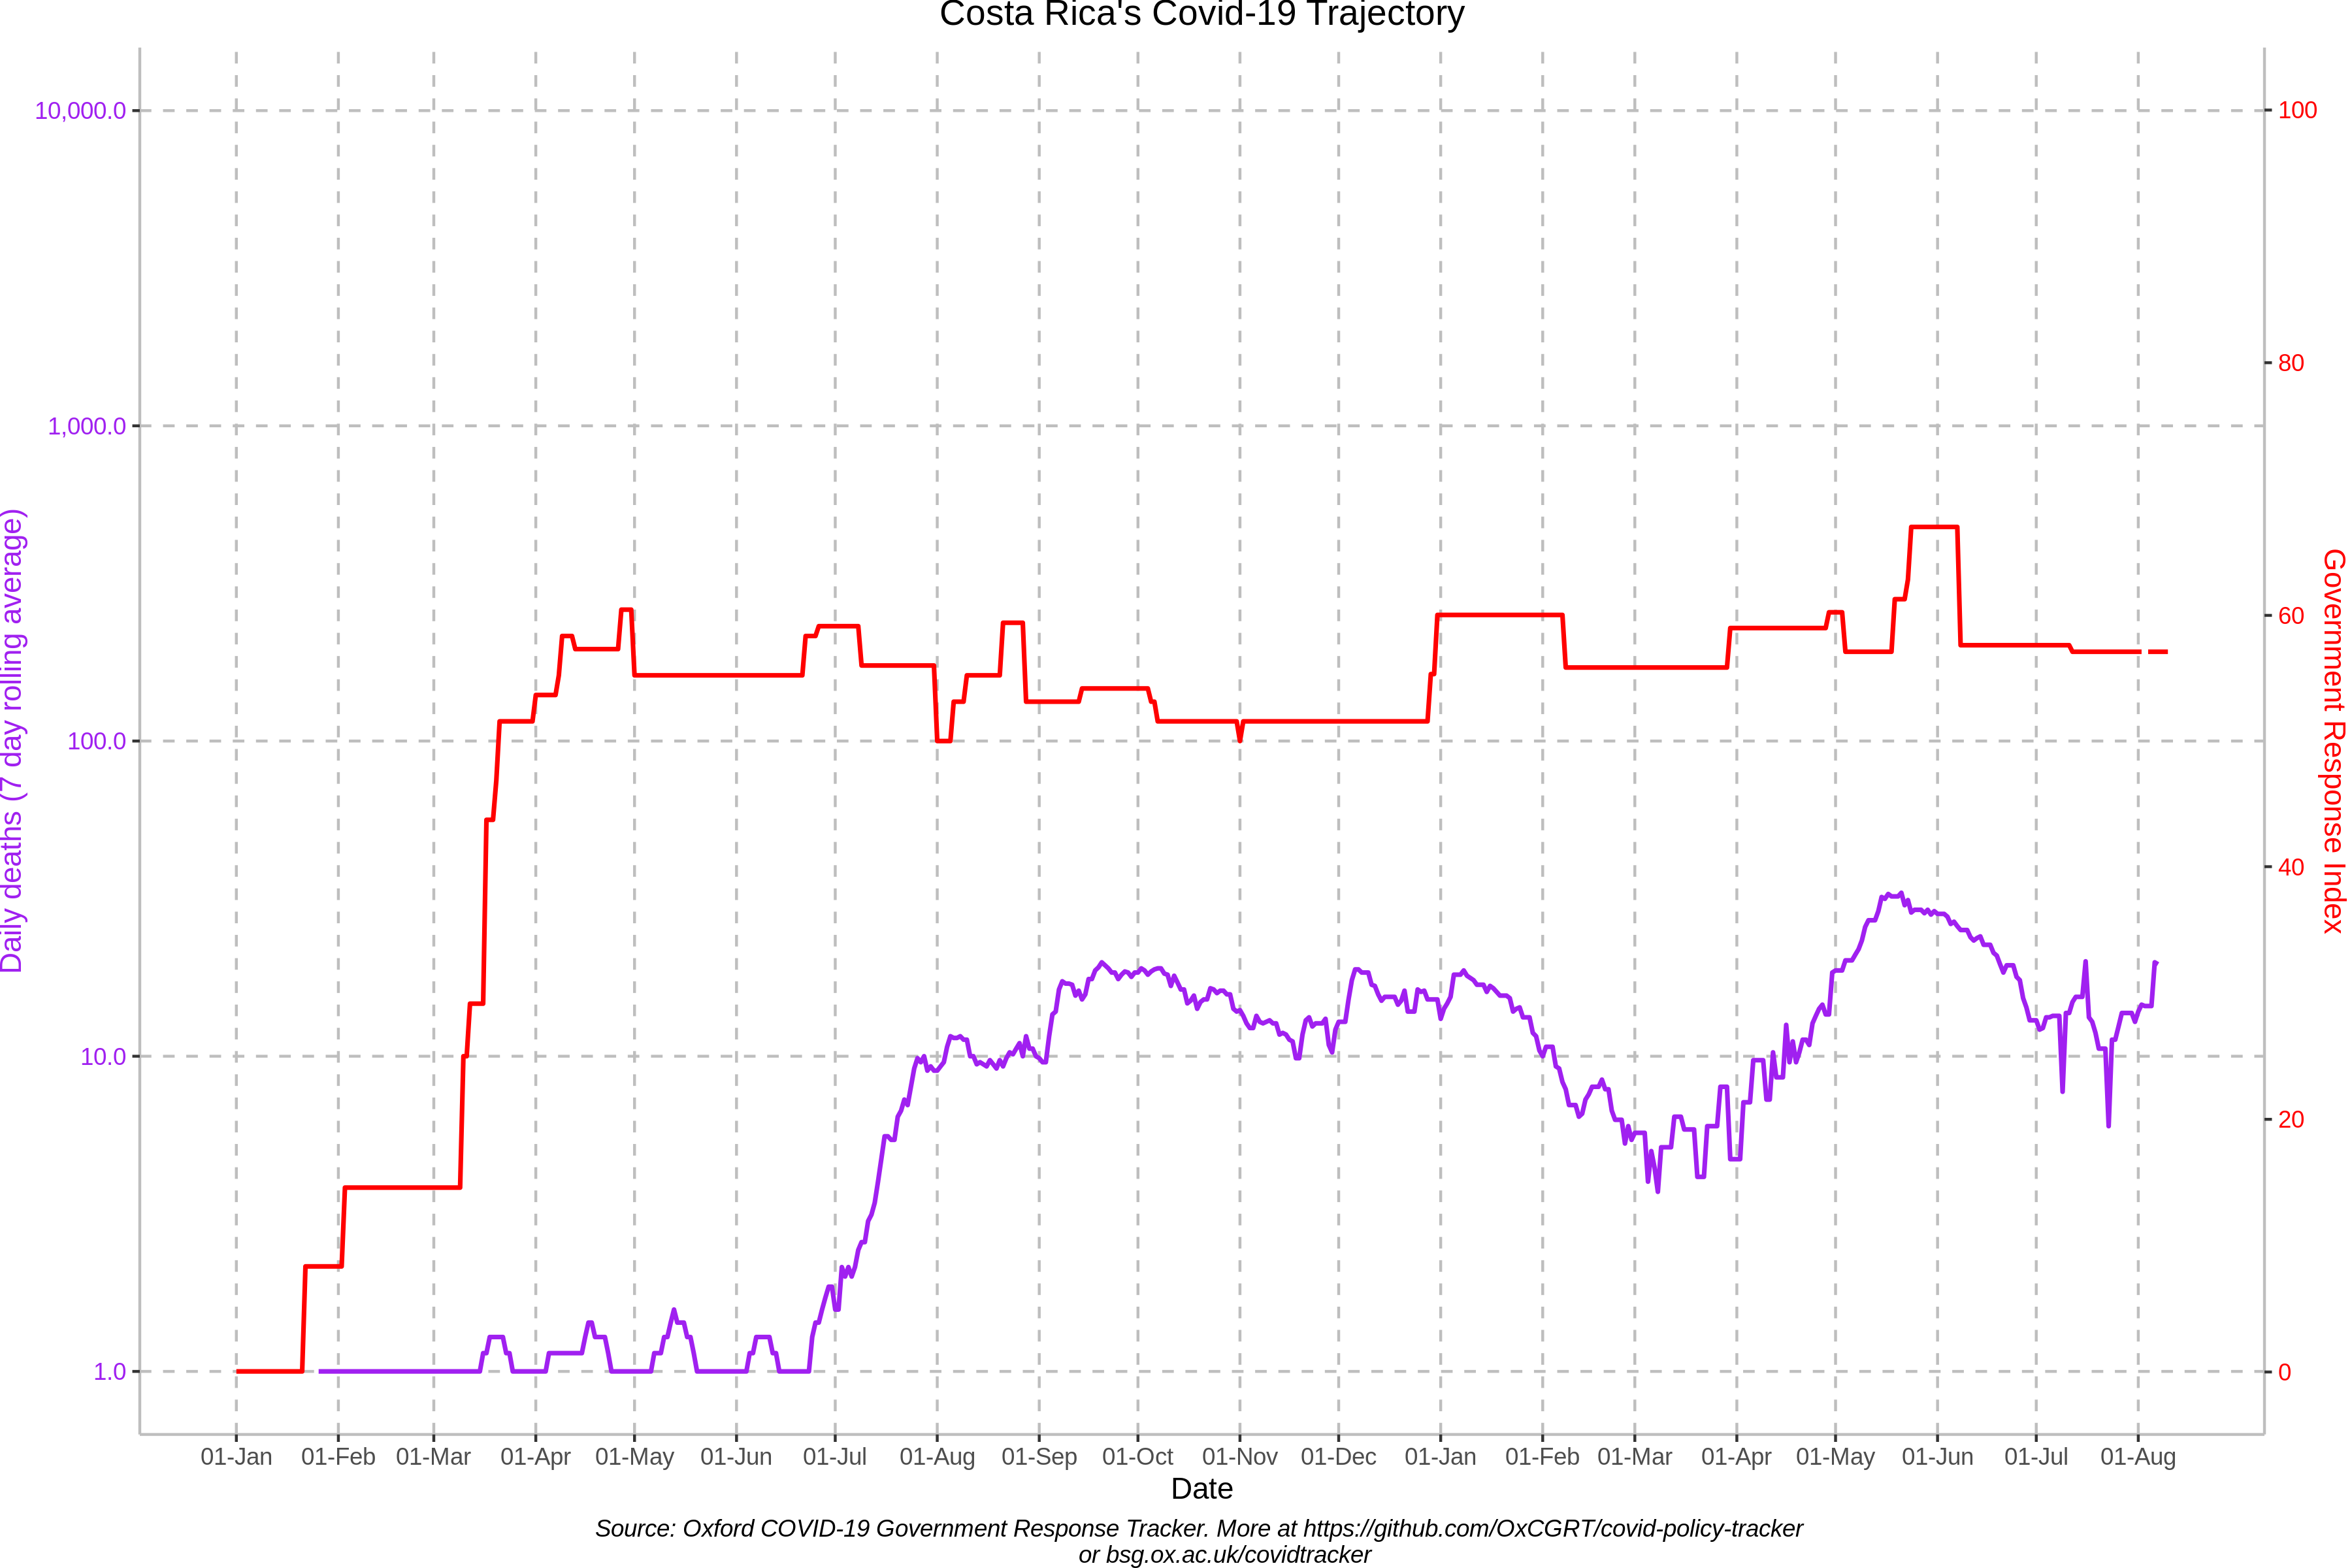 Costa Rica's Covid-19 Trajectory
10,000.0
1,000.0
100.0
10.0
1.0
Daily deaths (7 day rolling average)
100
80
60
40
20
0
Government Response Index
01-Jan 01-Feb 01-Mar 01-Apr 01-May 01-Jun 01-Jul 01-Aug 01-Sep 01-Oct 01-Nov 01-Dec 01-Jan 01-Feb 01-Mar 01-Apr 01-May 01-Jun 01-Jul 01-Aug
Date
Source: Oxford COVID-19 Government Response Tracker. More at https://github.com/OxCGRT/covid-policy-tracker
or bsg.ox.ac.uk/covidtracker